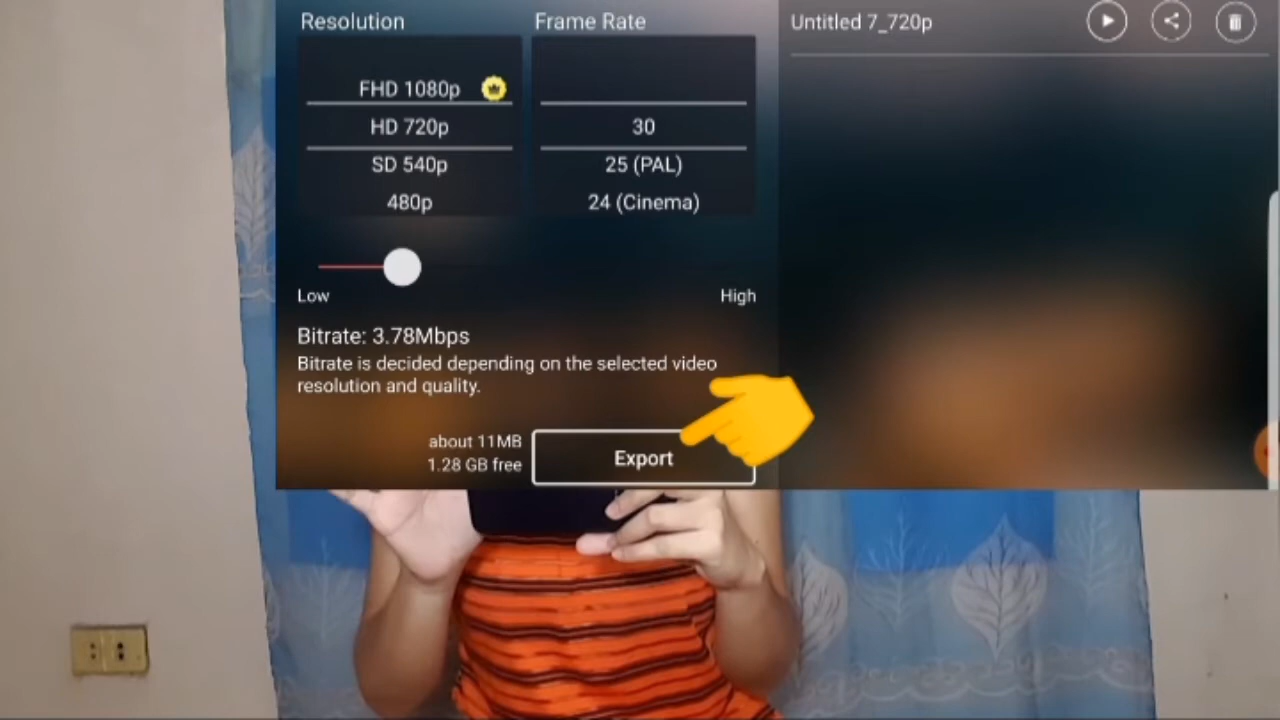 Resolution
Frame Rate
Untitled 7_720p
FHD 1080p
HD 720p
30
SD 540p
25 (PAL)
480p
24 (Cinema)
Low
High
Bitrate: 3.78Mbps
Bitrate is decided depending on the selected video
resolution and quality.
about 11MB
1.28 GB free
Export